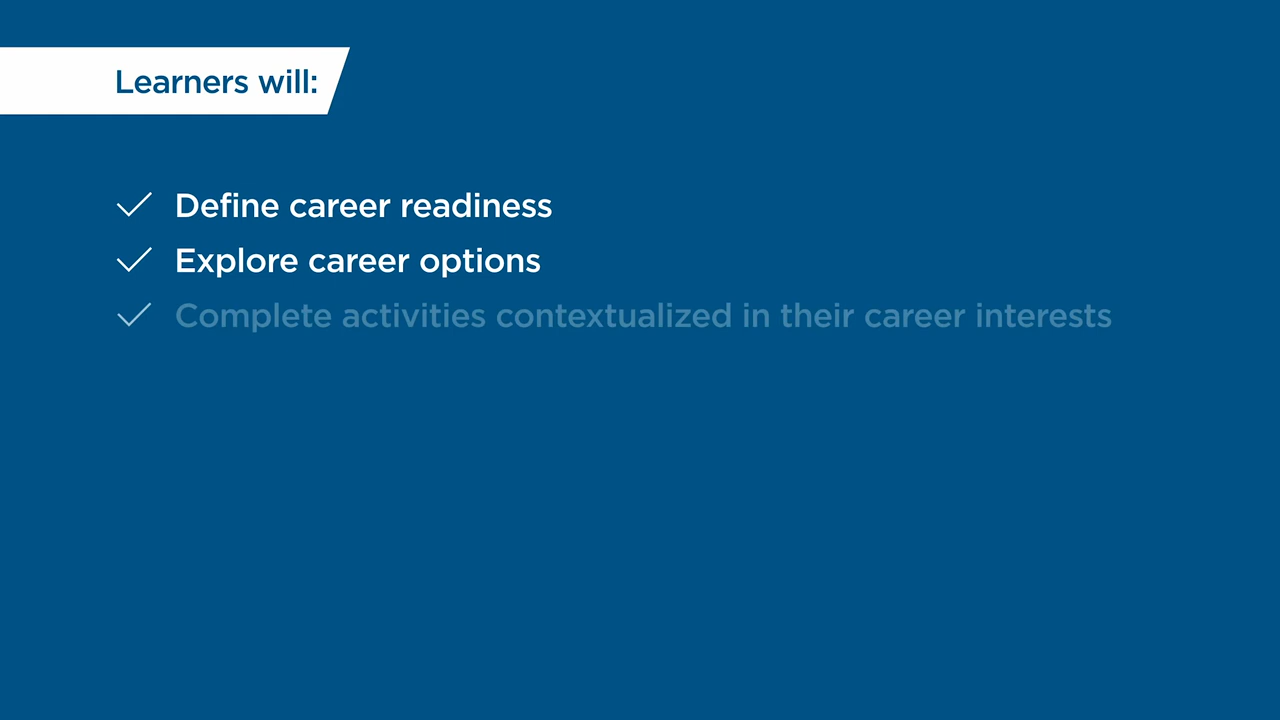 Learners will:
Define career readiness
Explore career options
Complete activities contextualized in their career interests